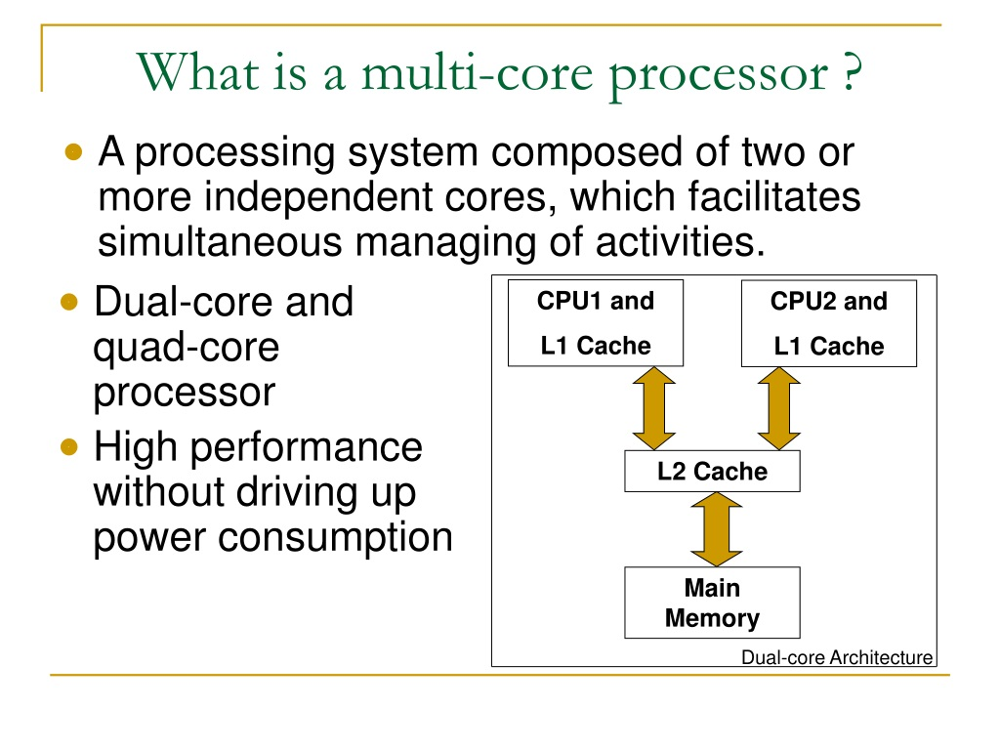 What is a multi-core processor ?
A processing system composed of two or
more independent cores, which facilitates
simultaneous managing of activities.
Dual-core and
quad-core
processor
High performance
without driving up
power consumption
CPU1 and
L1 Cache
CPU2 and
L1 Cache
L2 Cache
Main
Memory
Dual-core Architecture